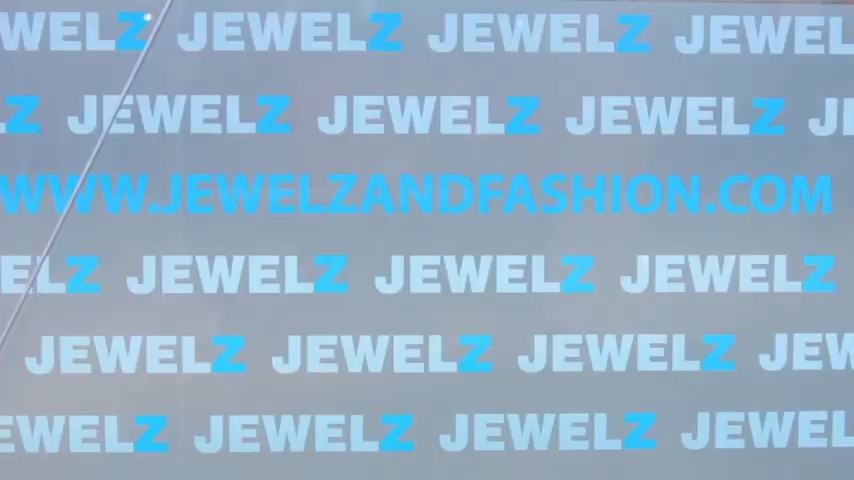 WELZ JEWELZ JEWELZ JEWEL
LZ JEWELZ JEWELZ JEWELZ JE
WWW.JEWELZANDFASHION.COM
ELZ JEWELZ JEWELZ JEWELZ
JEWELZ JEWELZ JEWELZ JEW
EWELZ JEWELZ JEWELZ JEWEL